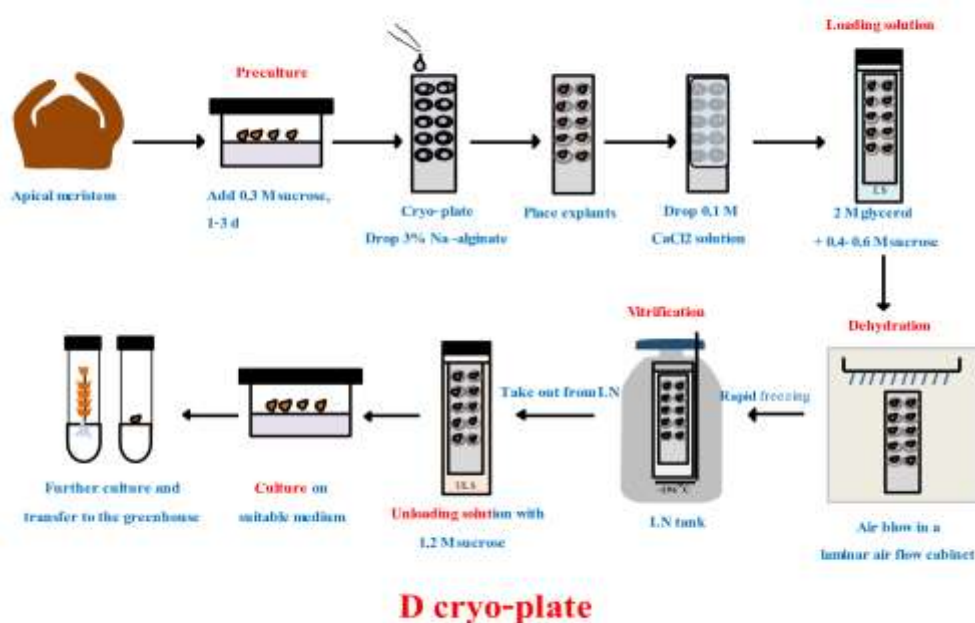 Loading solution
Preculture
LS
Apical meristem
Add 0.3 M sucrose,
1-3 d
Cryo-plate
Drop 3% Na-alginate
Place explants
Drop 0.1 M
CaCl2 solution
2 M glycerol
+ 0.4-0.6 M sucrose
Vitrification
Dehydration
Take out from LN
Rapid freezing
-196°C
ULS
Further culture and
transfer to the greenhouse
Culture on
suitable medium
Unloading solution with
1.2 M sucrose
LN tank
Air blow in a
laminar air flow cabinet
D cryo-plate